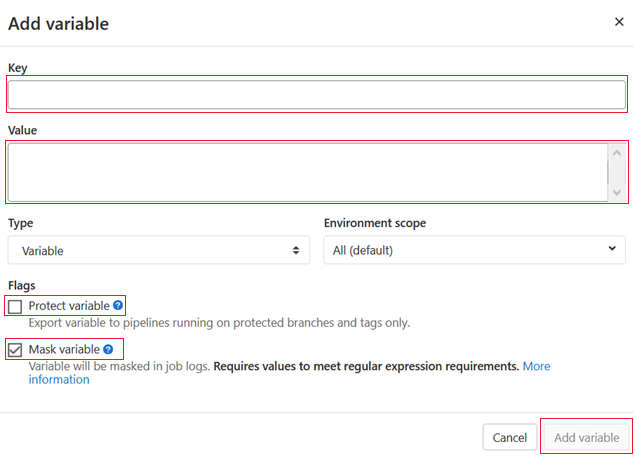 Add variable
Key
Value
Type
Environment scope
Variable
All (default)
Flags
Protect variable
Export variable to pipelines running on protected branches and tags only.
Mask variable
Variable will be masked in job logs. Requires values to meet regular expression requirements. More
information
Cancel
Add variable